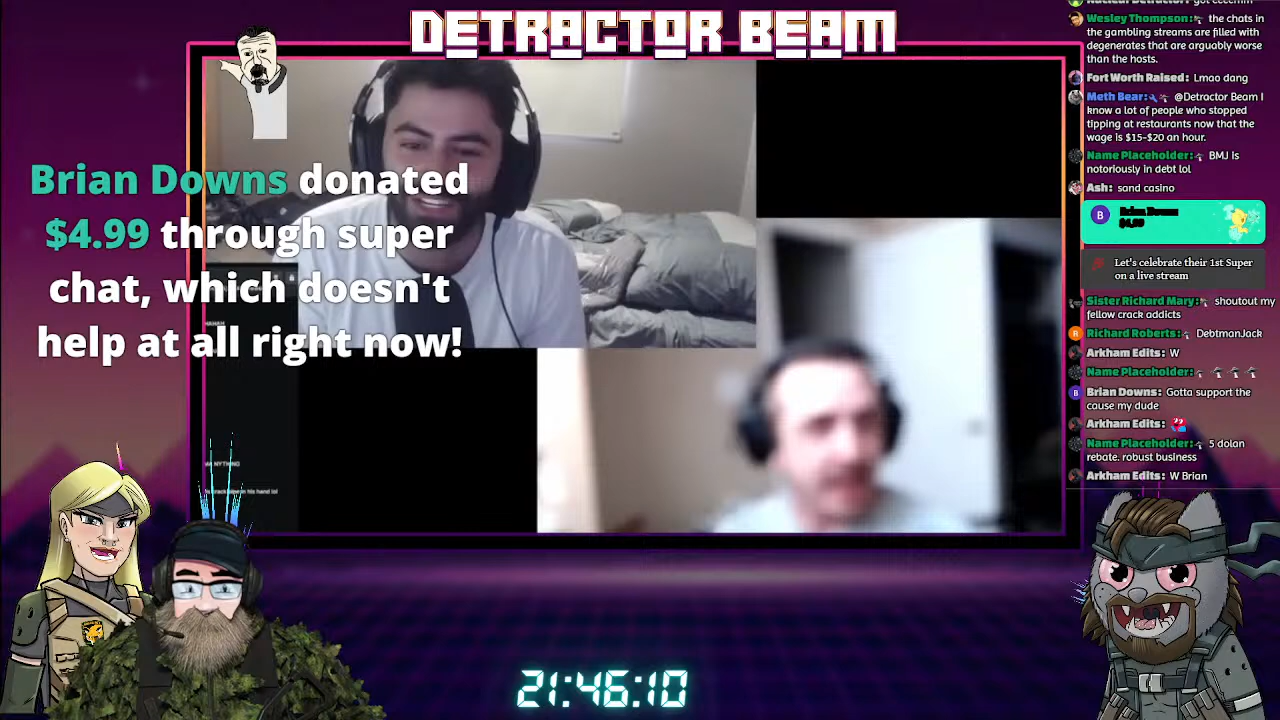 DETRACTOR BEAM
Brian Downs donated
$4.99 through super
chat, which doesn't
help at all right now!
Wesley Thompson: the chats in
the gambling streams are filled with
degenerates that are arguably worse
than the hosts.
Fort Worth Raised: Lmao dang
Meth Bear: @Detractor Beam I
know a lot of people who stopped
tipping at restaurants now that the
wage is $15-$20 an hour.
Name Placeholder: BMJ Is
notoriously in debt lol
Ash: sand casino
B
Brian Downs
$4.99
Let's celebrate their 1st Super
on a live stream
Sister Richard Mary: shoutout my
fellow crack addicts
R
Richard Roberts: DebtmanJack
Arkham Edits: W
Name Placeholder:
B
Brian Downs: Gotta support the
cause my dude
Arkham Edits:
Name Placeholder: 5 dolan
rebate. robust business
Arkham Edits: W Brian
21:46:10